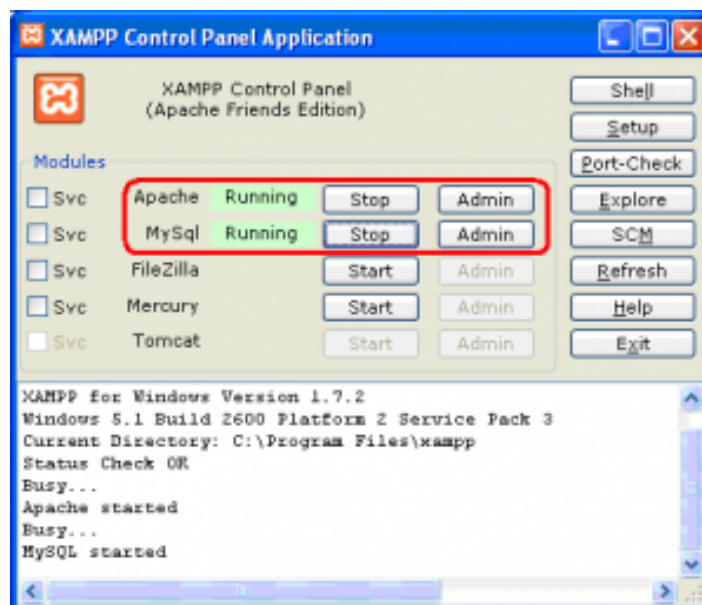 XAMPP Control Panel Application
XAMPP Control Panel
(Apache Friends Edition)
Shell
Setup
Modules
Port-Check
Svc Apache Running Stop Admin Explore
Svc MySql Running Stop Admin SCM
Svc FileZilla Start Admin Refresh
Svc Mercury Start Admin Help
Svc Tomcat Start Admin Exit
XAMPP for Windows Version 1.7.2
Windows 5.1 Build 2600 Platform 2 Service Pack 3
Current Directory: C:\Program Files\xampp
Status Check OK
Busy...
Apache started
Busy...
MySQL started